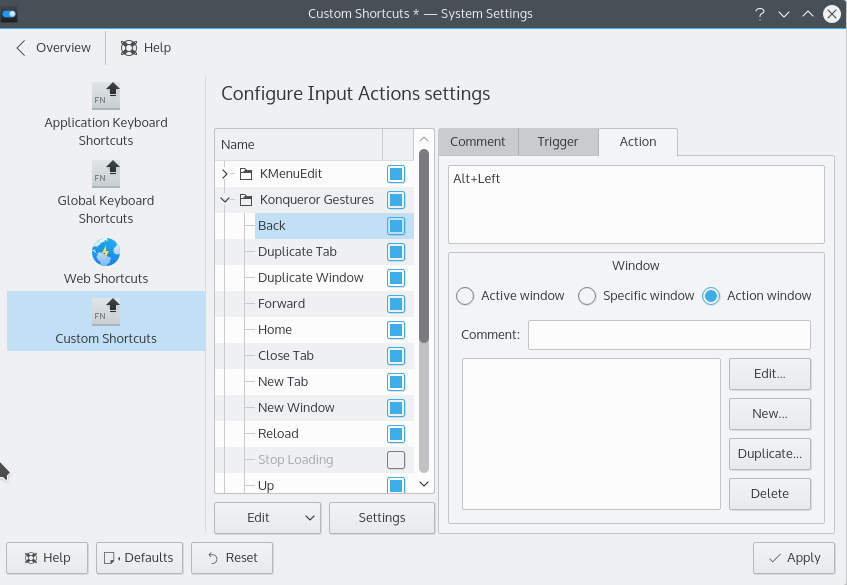 Custom Shortcuts * — System Settings
?
Overview
Help
FN
Application Keyboard
Shortcuts
FN
Global Keyboard
Shortcuts
Web Shortcuts
FN
Custom Shortcuts
Configure Input Actions settings
Name
KMenuEdit
Konqueror Gestures
Back
Duplicate Tab
Duplicate Window
Forward
Home
Close Tab
New Tab
New Window
Reload
Stop Loading
Up
Edit
Settings
Comment
Trigger
Action
Alt+Left
Window
Active window
Specific window
Action window
Comment:
Edit...
New...
Duplicate...
Delete
Help
Defaults
Reset
Apply